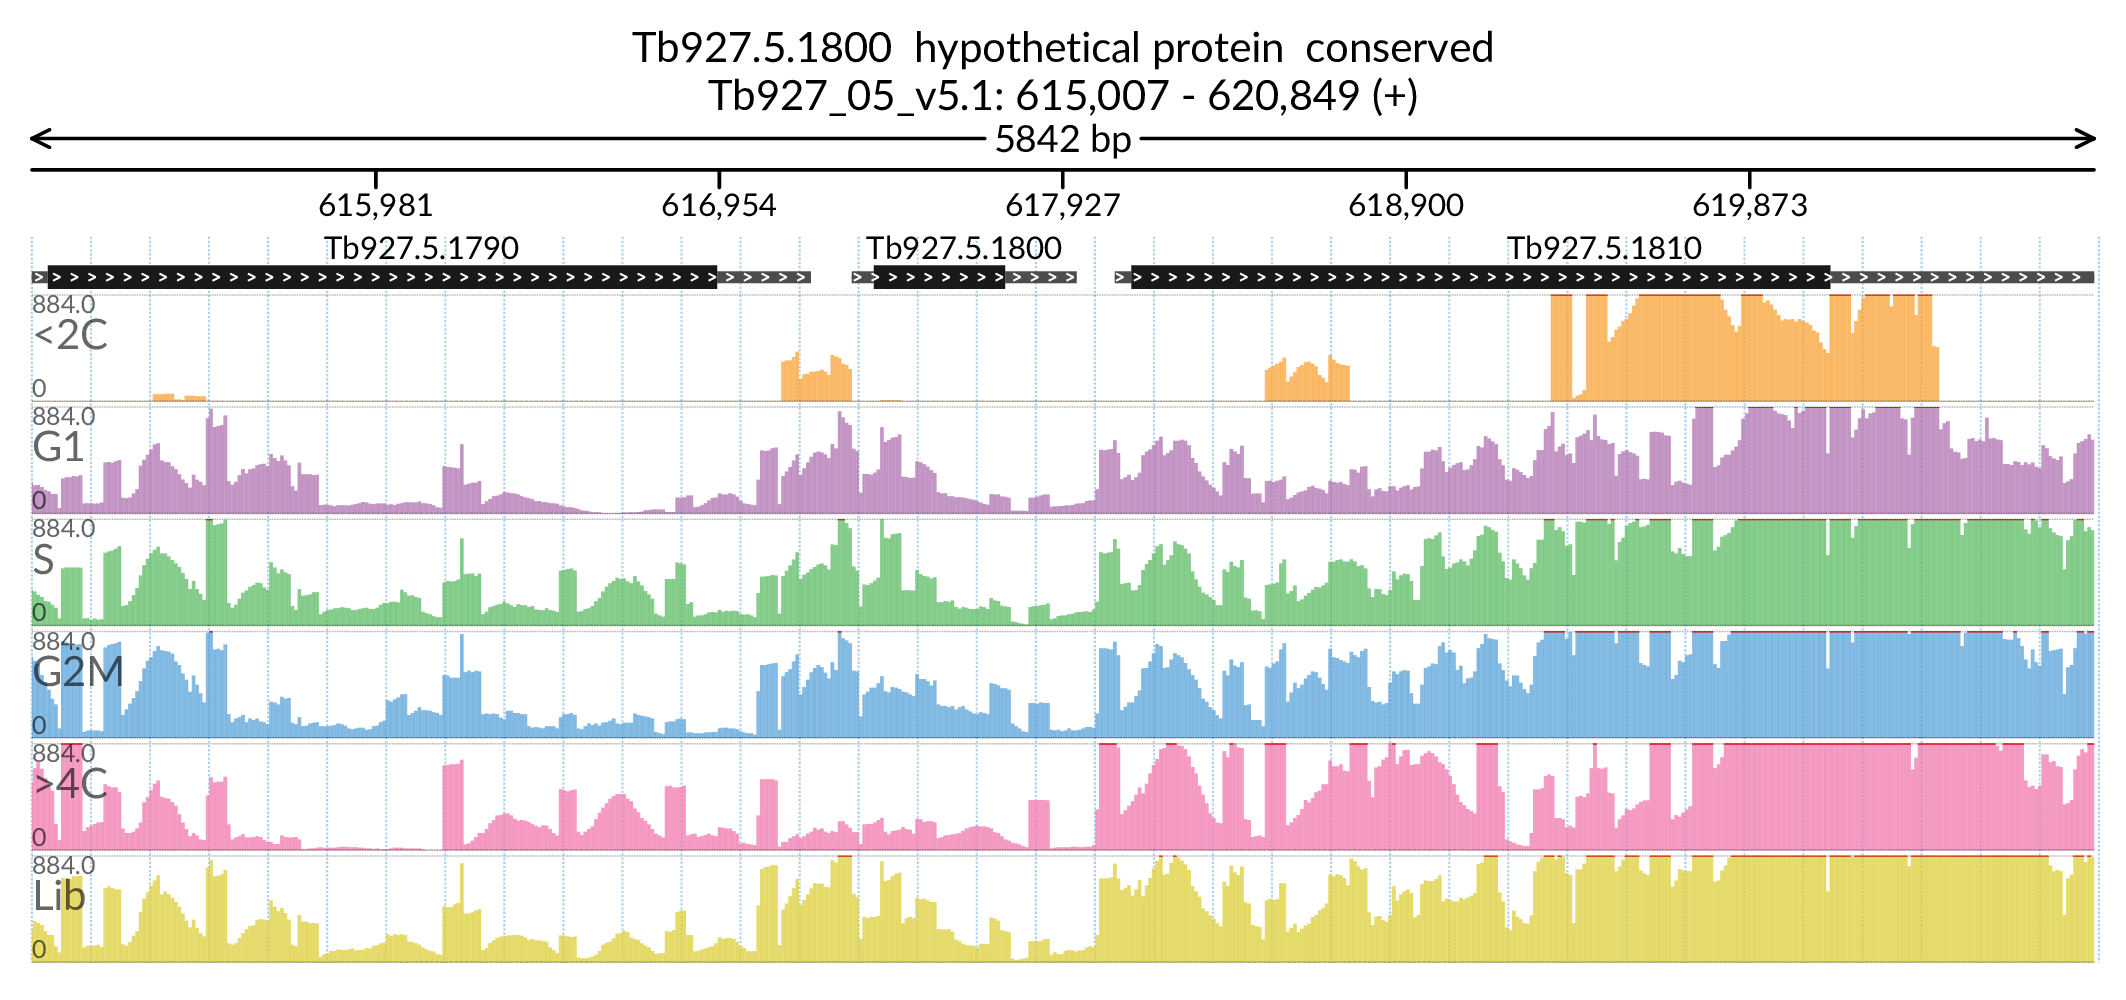 Tb927.5.1800 hypothetical protein conserved
Tb927_05_v5.1: 615,007 - 620,849 (+)
5842 bp
615,981 616,954 617,927 618,900 619,873
Tb927.5.1790 Tb927.5.1800 Tb927.5.1810
884.0
<2C
0
884.0
G1
0
884.0
S
0
884.0
G2M
0
884.0
>4C
0
884.0
Lib
0